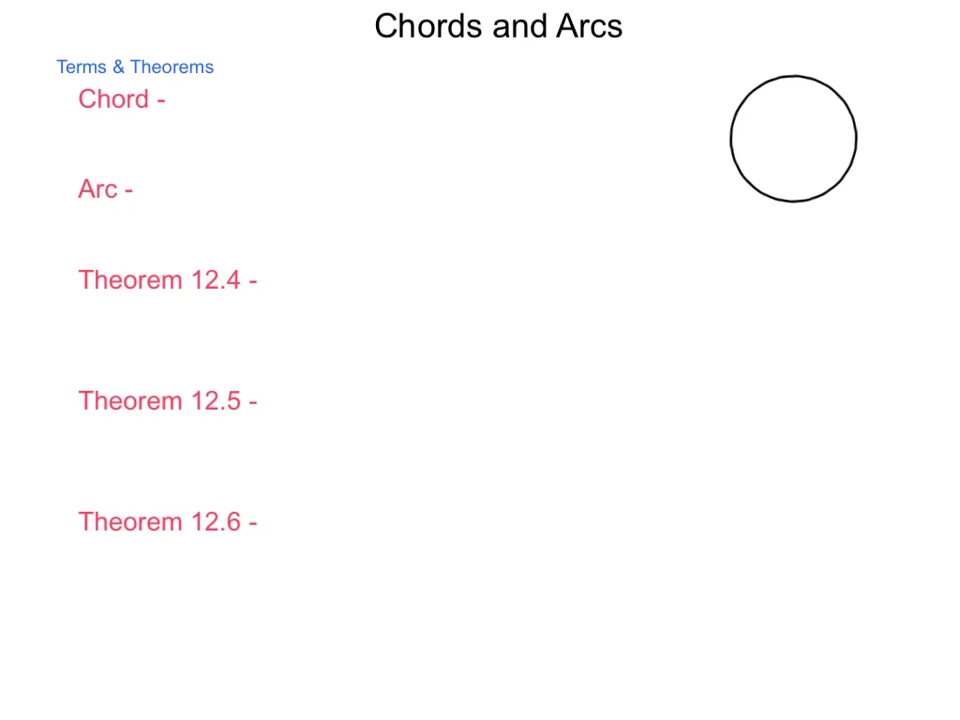 Chords and Arcs
Terms & Theorems
Chord -
Arc -
Theorem 12.4 -
Theorem 12.5 -
Theorem 12.6 -